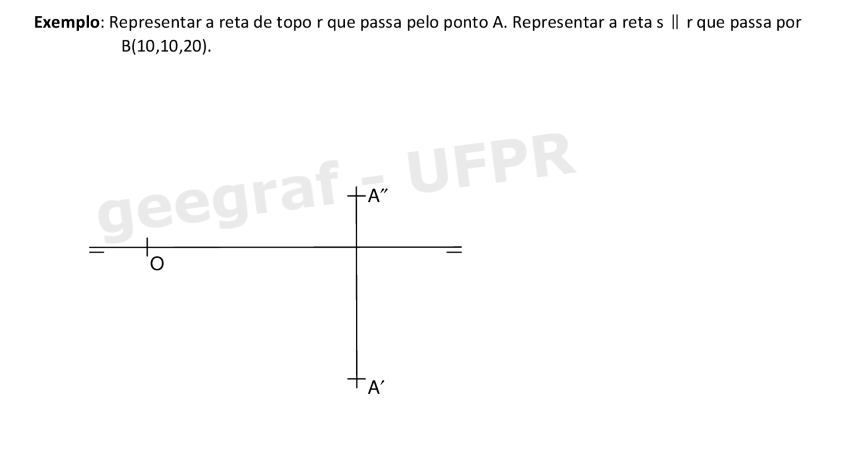 Exemplo: Representar a reta de topo r que passa pelo ponto A. Representar a reta s ∥ r que passa por
B(10,10,20).
geegraf - UFPR
A″
O
A′